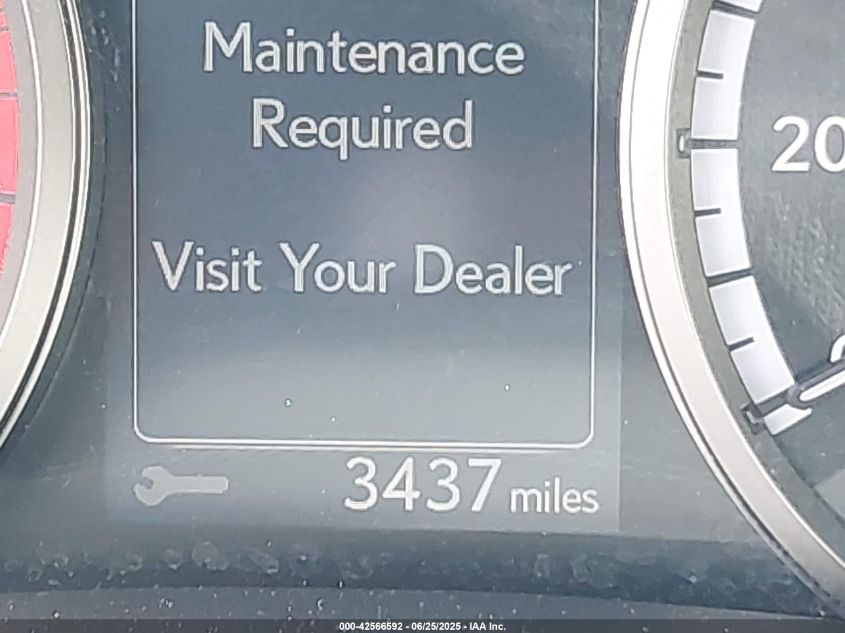 Maintenance
Required
20
Visit Your Dealer
3437 miles
000-42566592 - 06/25/2025 - IAA Inc.